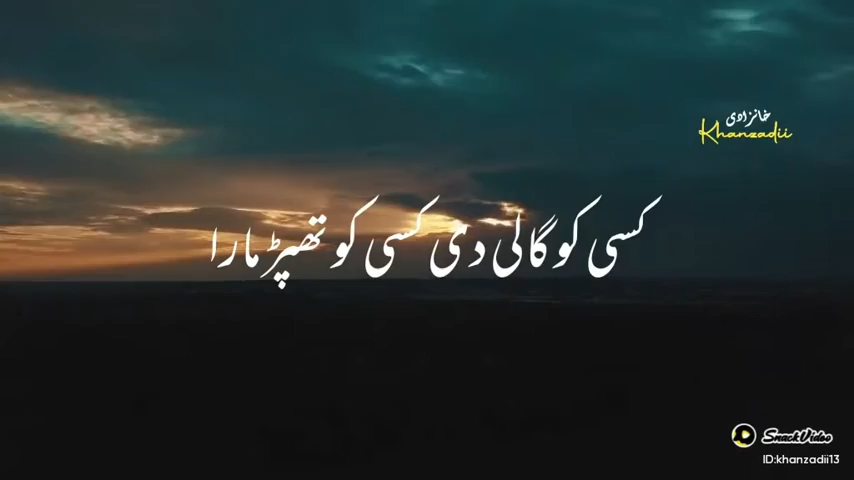 خانزادی
Khanzadii
کسی کو گالی دی کسی کو تھپڑ مارا
SnackVideo
ID:khanzadii13